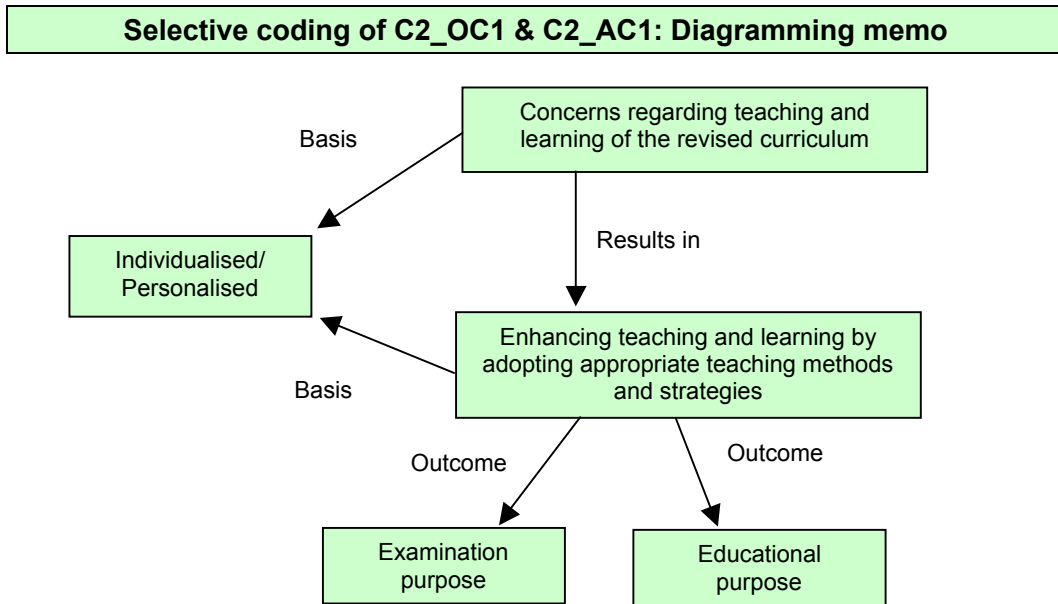 Selective coding of C2_OC1 & C2_AC1: Diagramming memo
Concerns regarding teaching and
learning of the revised curriculum
Basis
Results in
Individualised/
Personalised
Enhancing teaching and learning by
adopting appropriate teaching methods
and strategies
Basis
Outcome
Outcome
Examination
purpose
Educational
purpose